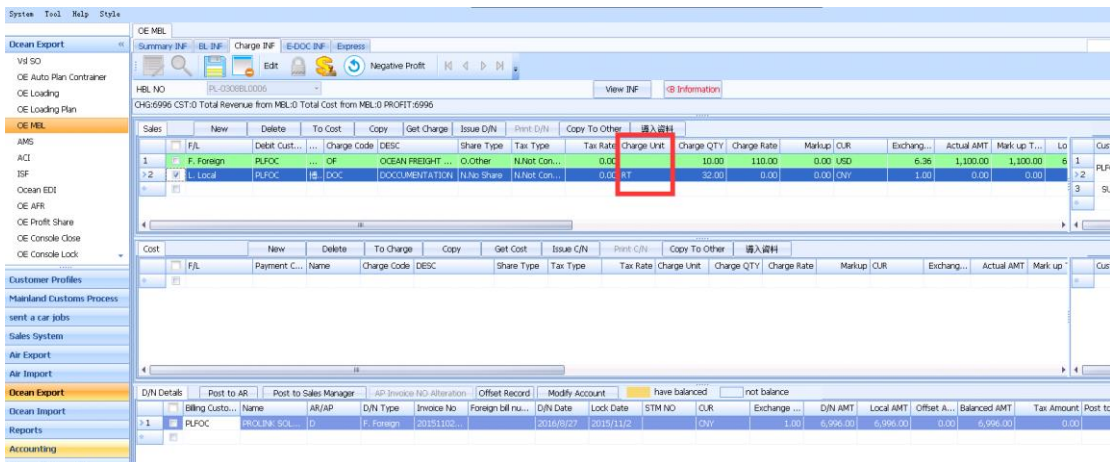 System Tool Help Style
OE MBL
Ocean Export «
Summary INF BL INF Charge INF E-DOC INF Express
Vsl SO
OE Auto Plan Contrainer
OE Loading
OE Loading Plan
OE MBL
AMS
ACI
ISF
Ocean EDI
OE AFR
OE Profit Share
OE Console Close
OE Console Lock
Customer Profiles
Mainland Customs Process
sent a car jobs
Sales System
Air Export
Air Import
Ocean Export
Ocean Import
Reports
Accounting
Edit Negative Profit
HBL NO PL-0308BL0006 View INF <B Information
CHG:6996 CST:0 Total Revenue from MBL:0 Total Cost from MBL:0 PROFIT:6996
Sales New Delete To Cost Copy Get Charge Issue D/N Print D/N Copy To Other 導入資料
F/L Debit Cust... ... Charge Code DESC Share Type Tax Type Tax Rate Charge Unit Charge QTY Charge Rate Markup CUR Exchang... Actual AMT Mark up T... Lo Cus
1 F. Foreign PLFOC ... OF OCEAN FREIGHT ... O.Other N.Not Con... 0.00 10.00 110.00 0.00 USD 6.36 1,100.00 1,100.00 6 1
>2 L. Local PLFOC DOC DOCCUMENTATION N.No Share N.Not Con... 0.00 RT 32.00 0.00 0.00 CNY 1.00 0.00 0.00 >2
3 SU
Cost New Delete To Charge Copy Get Cost Issue C/N Print C/N Copy To Other 導入資料
F/L Payment C... Name Charge Code DESC Share Type Tax Type Tax Rate Charge Unit Charge QTY Charge Rate Markup CUR Exchang... Actual AMT Mark up Cus
D/N Details Post to AR Post to Sales Manager AP Invoice NO Alteration Offset Record Modify Account have balanced not balance
Billing Custo... Name AR/AP D/N Type Invoice No Foreign bill nu... D/N Date Lock Date STM NO CUR Exchange ... D/N AMT Local AMT Offset A... Balanced AMT Tax Amount Post to
>1 PLFOC PROLINK SOL... D F. Foreign 20151102... 2016/8/27 2015/11/2 CNY 1.00 6,996.00 6,996.00 0.00 6,996.00 0.00